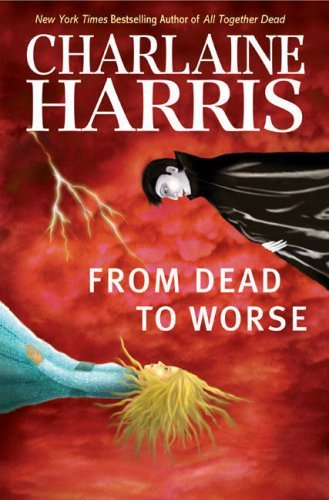 New York Times Bestselling Author of All Together Dead
CHARLAINE
HARRIS
FROM DEAD
TO WORSE